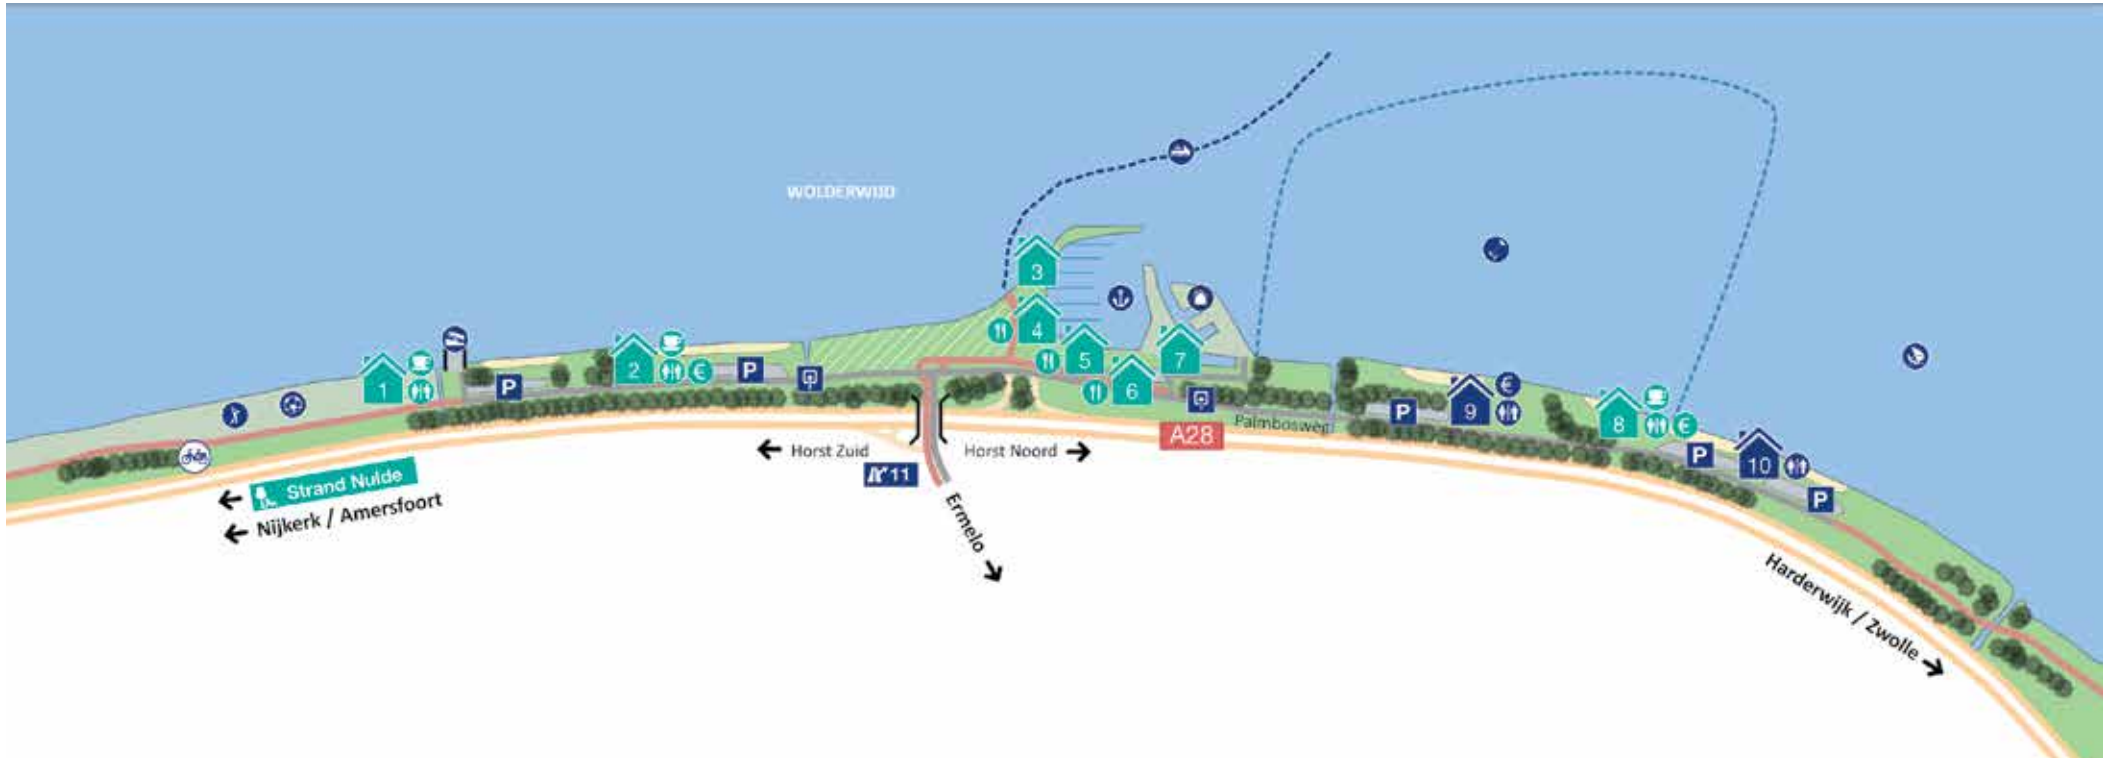 WOLDERWIJD
3
4
5
7
1
2
6
P
P
P
9
€
€
8
€
10
P
P
Palmbosweg
A28
Horst Zuid
Horst Noord
11
Strand Nulde
Nijkerk / Amersfoort
Ermelo
Harderwijk / Zwolle